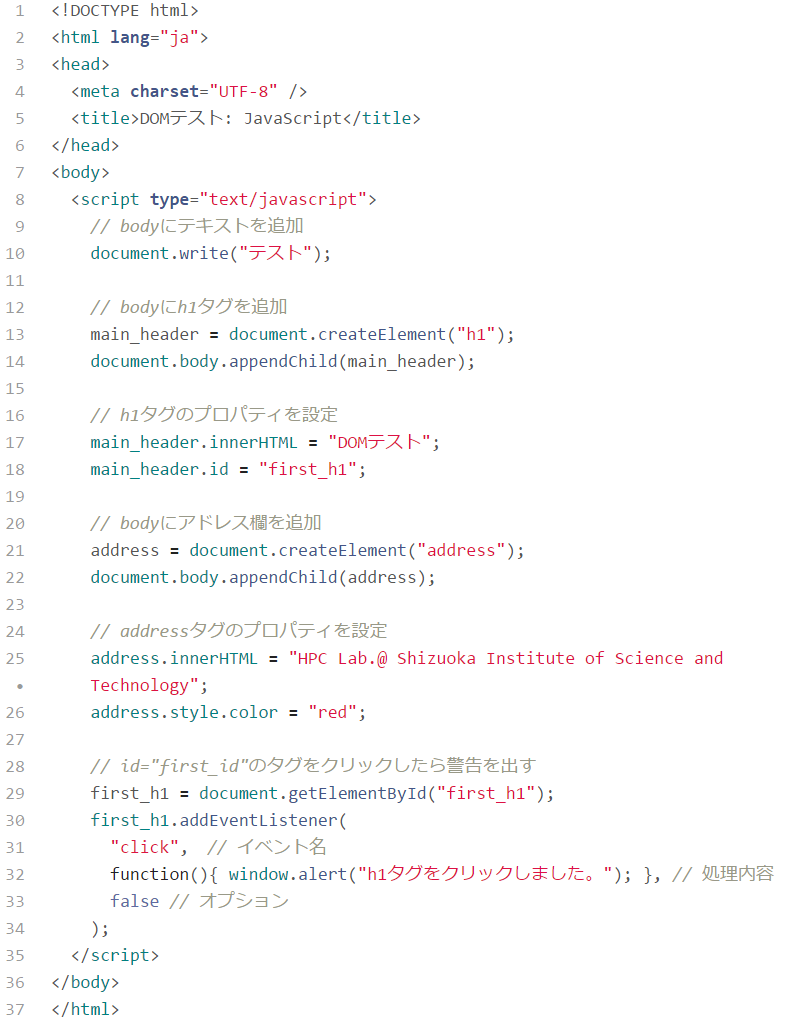 1 <!DOCTYPE html>
2 <html lang="ja">
3 <head>
4   <meta charset="UTF-8" />
5   <title>DOMテスト: JavaScript</title>
6 </head>
7 <body>
8   <script type="text/javascript">
9     // bodyにテキストを追加
10     document.write("テスト");
11
12     // bodyにh1タグを追加
13     main_header = document.createElement("h1");
14     document.body.appendChild(main_header);
15
16     // h1タグのプロパティを設定
17     main_header.innerHTML = "DOMテスト";
18     main_header.id = "first_h1";
19
20     // bodyにアドレス欄を追加
21     address = document.createElement("address");
22     document.body.appendChild(address);
23
24     // addressタグのプロパティを設定
25     address.innerHTML = "HPC Lab.@ Shizuoka Institute of Science and
•     Technology";
26     address.style.color = "red";
27
28     // id="first_id"のタグをクリックしたら警告を出す
29     first_h1 = document.getElementById("first_h1");
30     first_h1.addEventListener(
31       "click",  // イベント名
32       function(){ window.alert("h1タグをクリックしました。"); }, // 処理内容
33       false // オプション
34     );
35   </script>
36 </body>
37 </html>